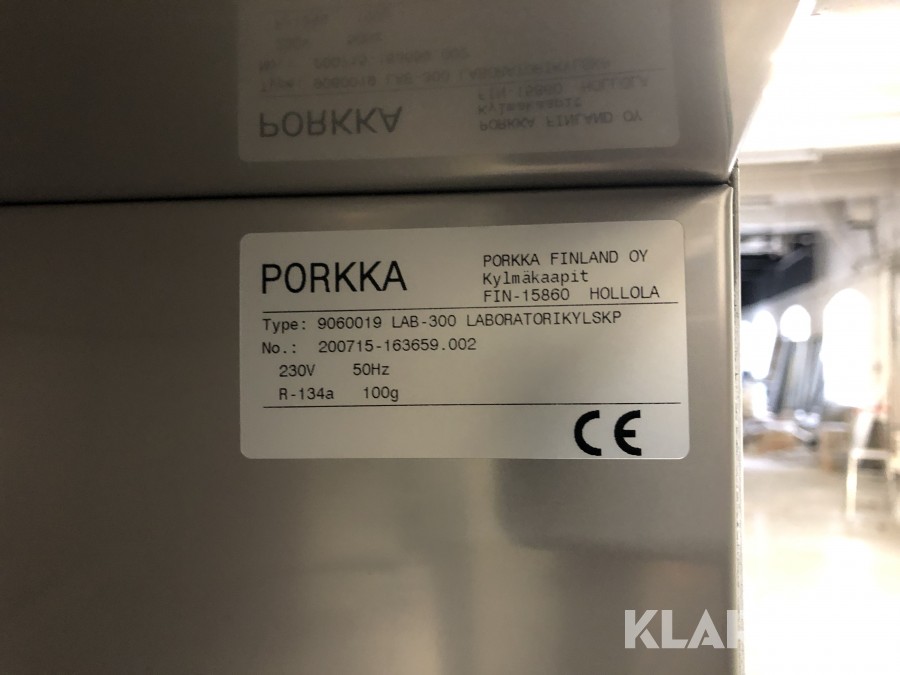 PORKKA
PORKKA FINLAND OY
Kylmäkaapit
FIN-15860 HOLLOLA
Type: 9060019 LAB-300 LABORATORIKYLSKP
No.: 200715-163659.002
230V 50Hz
R-134a 100g
CE